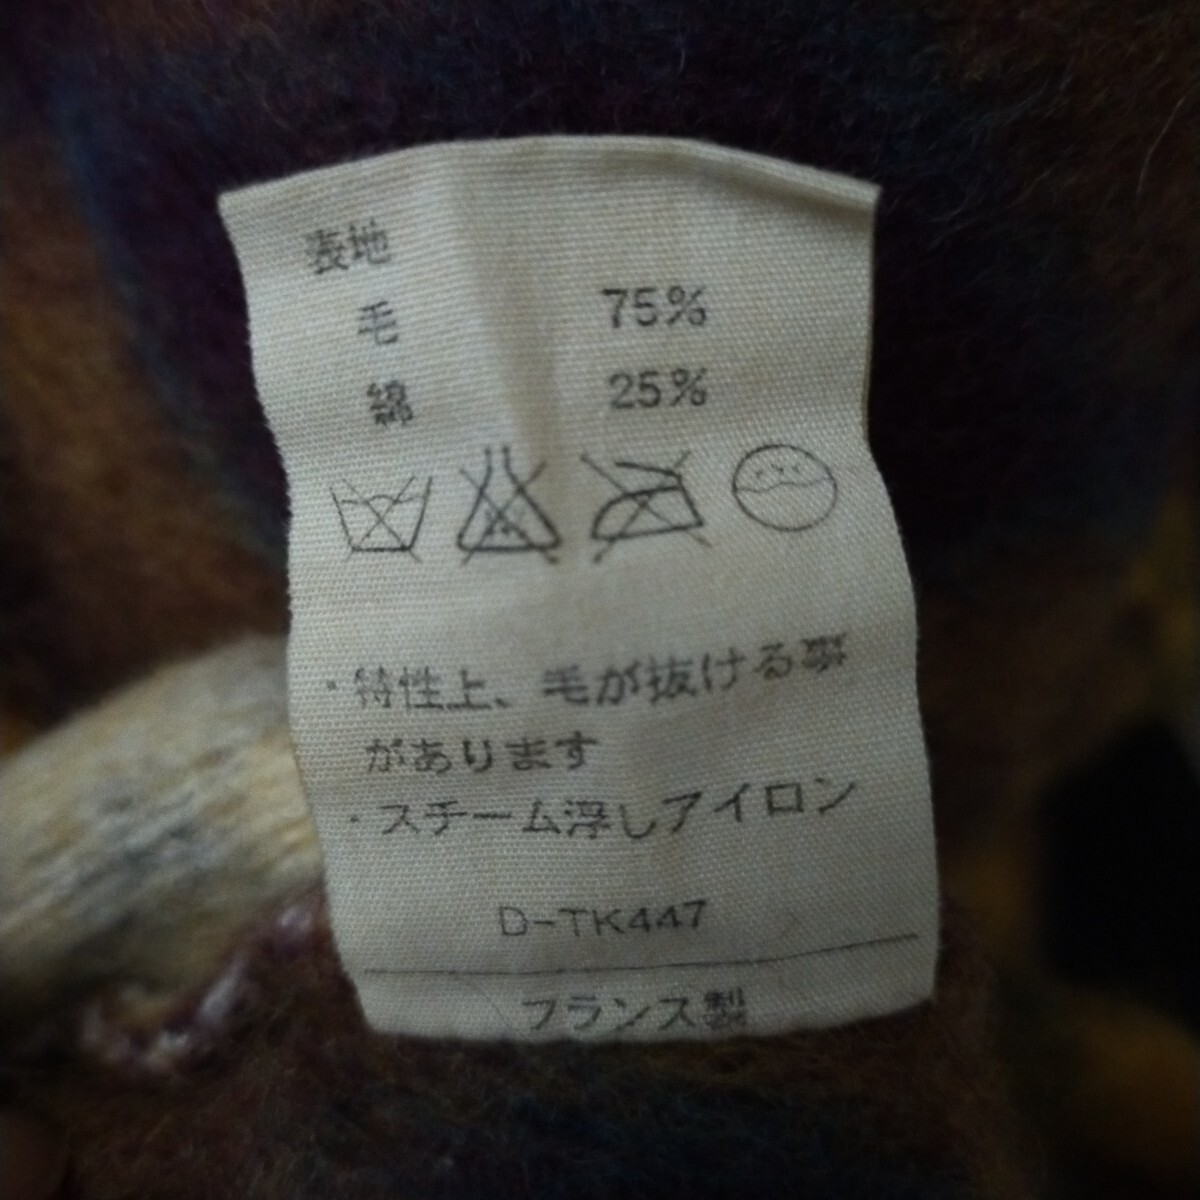 表地
毛 75%
綿 25%
・特性上、毛が抜ける事
があります
・スチーム浮しアイロン
D-TK447
フランス製